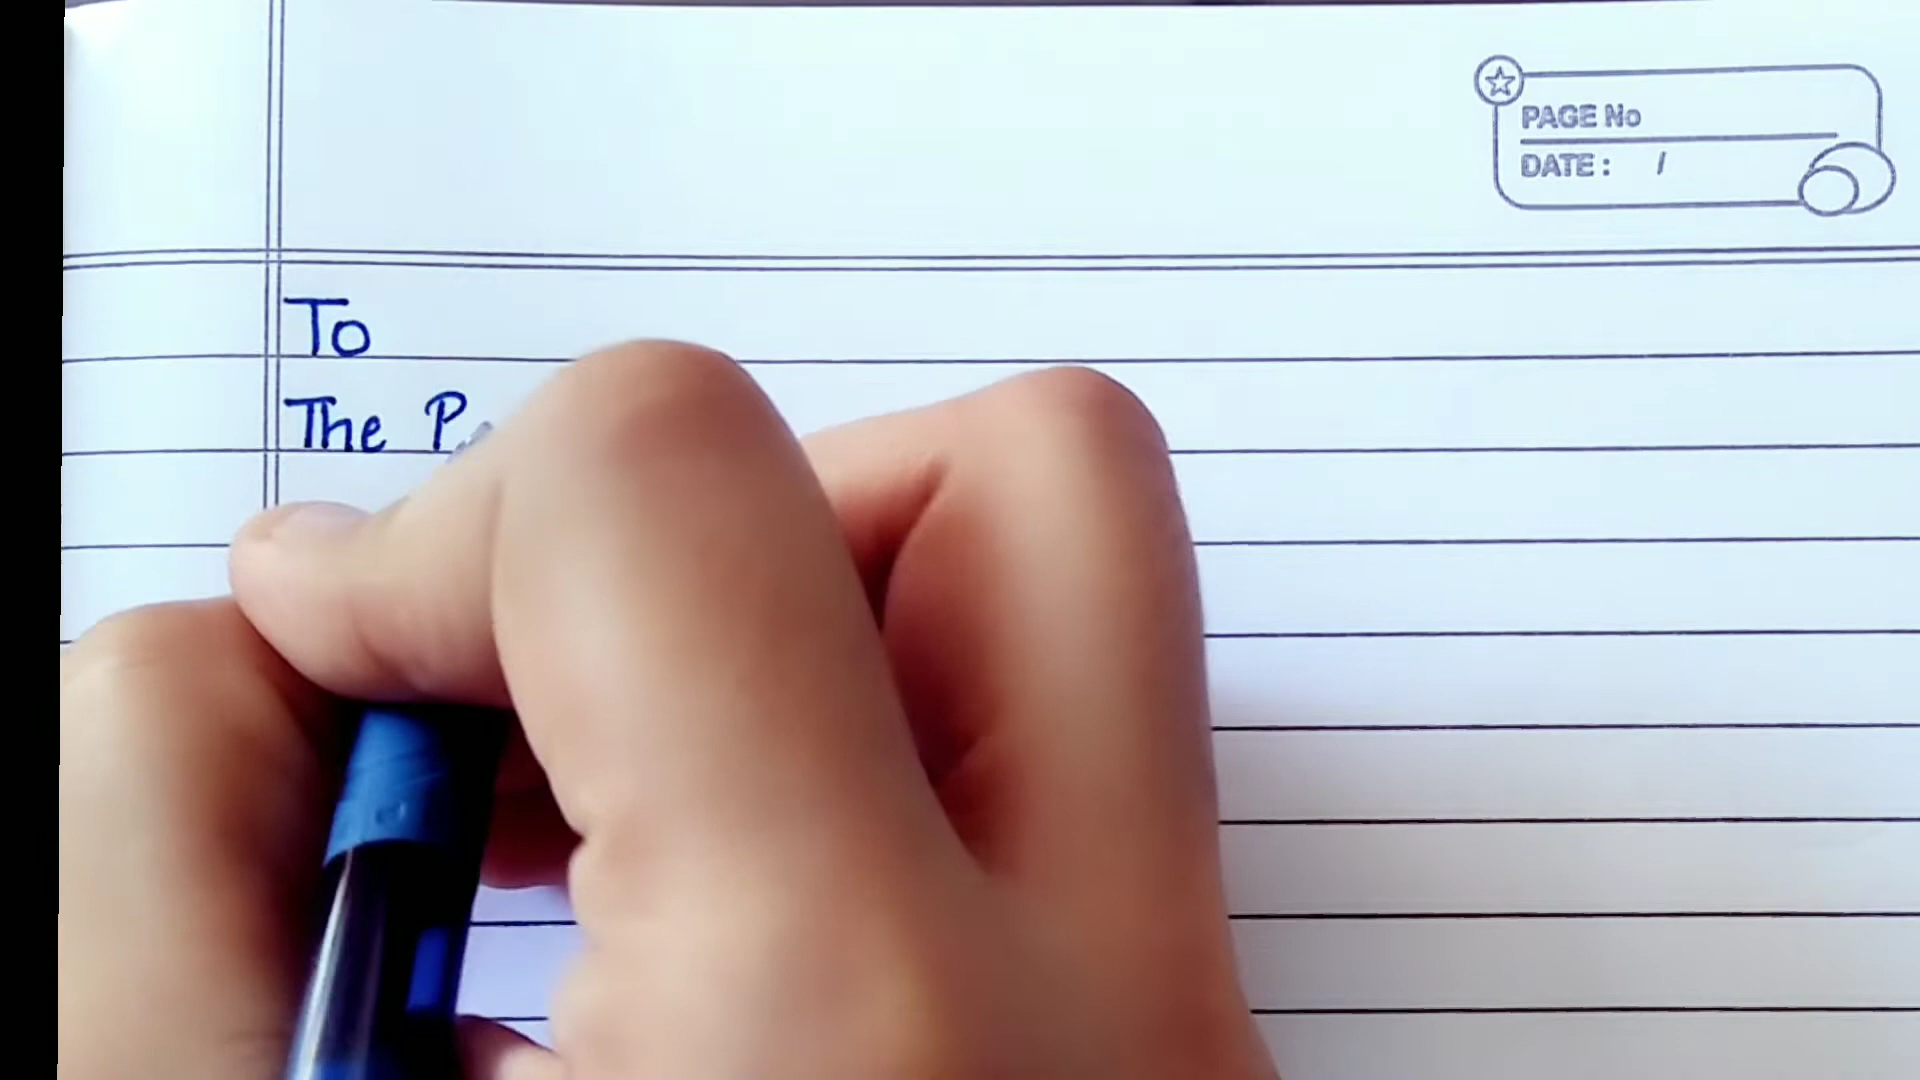 PAGE No
DATE: /
To
The P